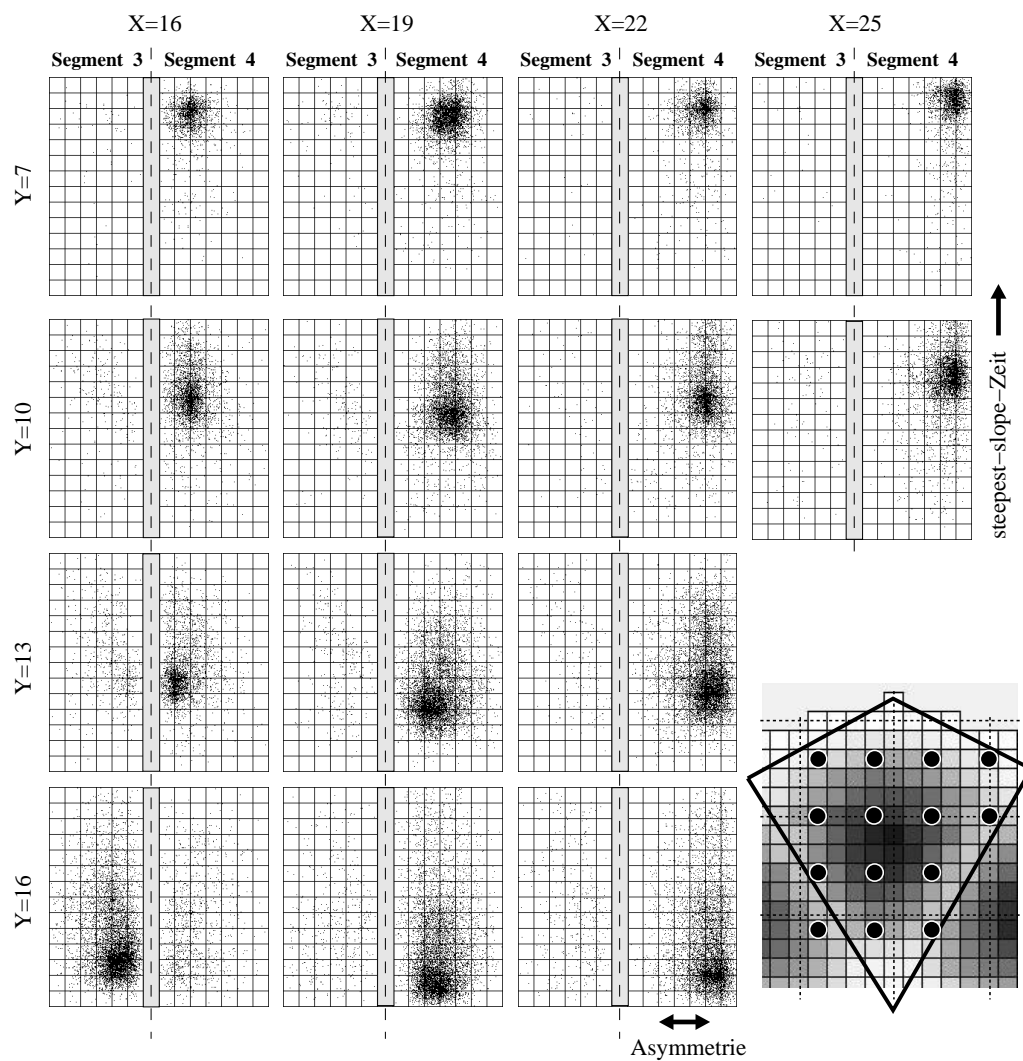 X=16 X=19 X=22 X=25
Segment 3 Segment 4 Segment 3 Segment 4 Segment 3 Segment 4 Segment 3 Segment 4
Y=7
Y=10
steepest-slope-Zeit
Y=13
Y=16
Asymmetrie